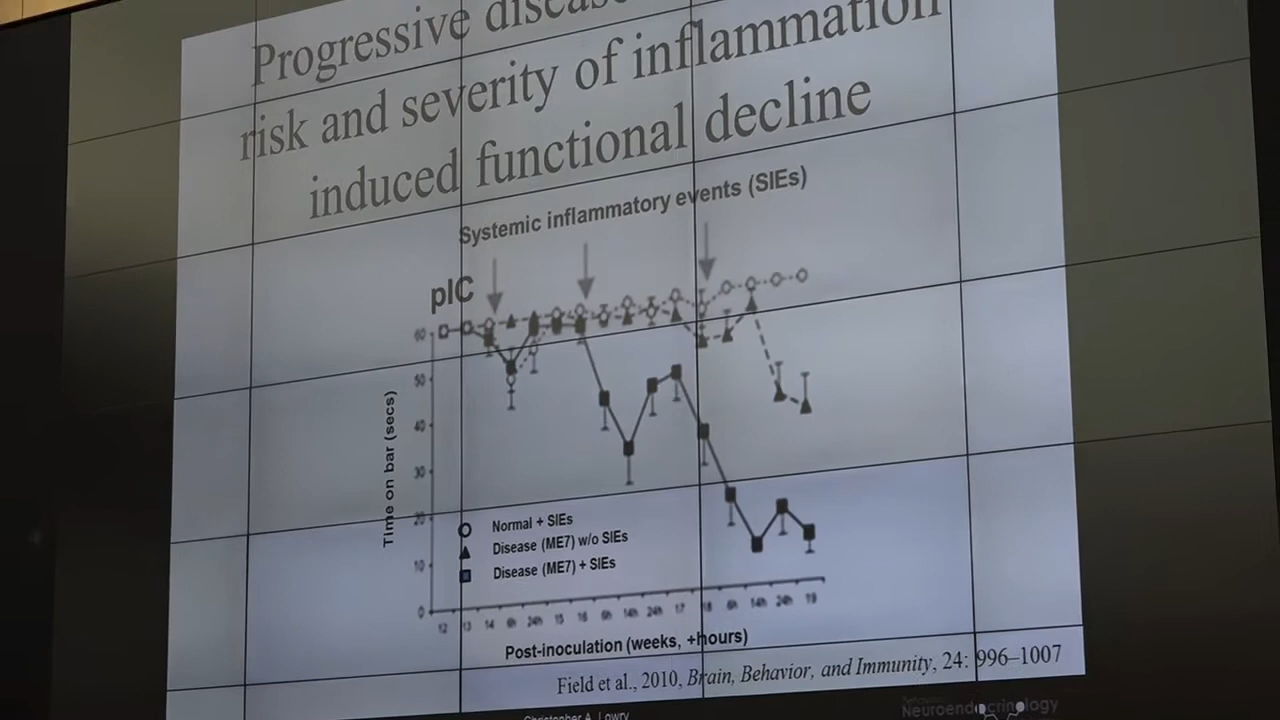 Progressive disease
risk and severity of inflammation
induced functional decline
Systemic inflammatory events (SIEs)
pIC
60
50
40
30
20
10
0
Time on bar (secs)
Normal + SIEs
Disease (ME7) w/o SIEs
Disease (ME7) + SIEs
12 13 14 6h 24h 15 16 6h 14h 24h 17 18 6h 14h 24h 19
Post-inoculation (weeks, +hours)
Field et al., 2010, Brain, Behavior, and Immunity, 24: 996–1007
Christopher A. Lowry
Neuroendocrinology